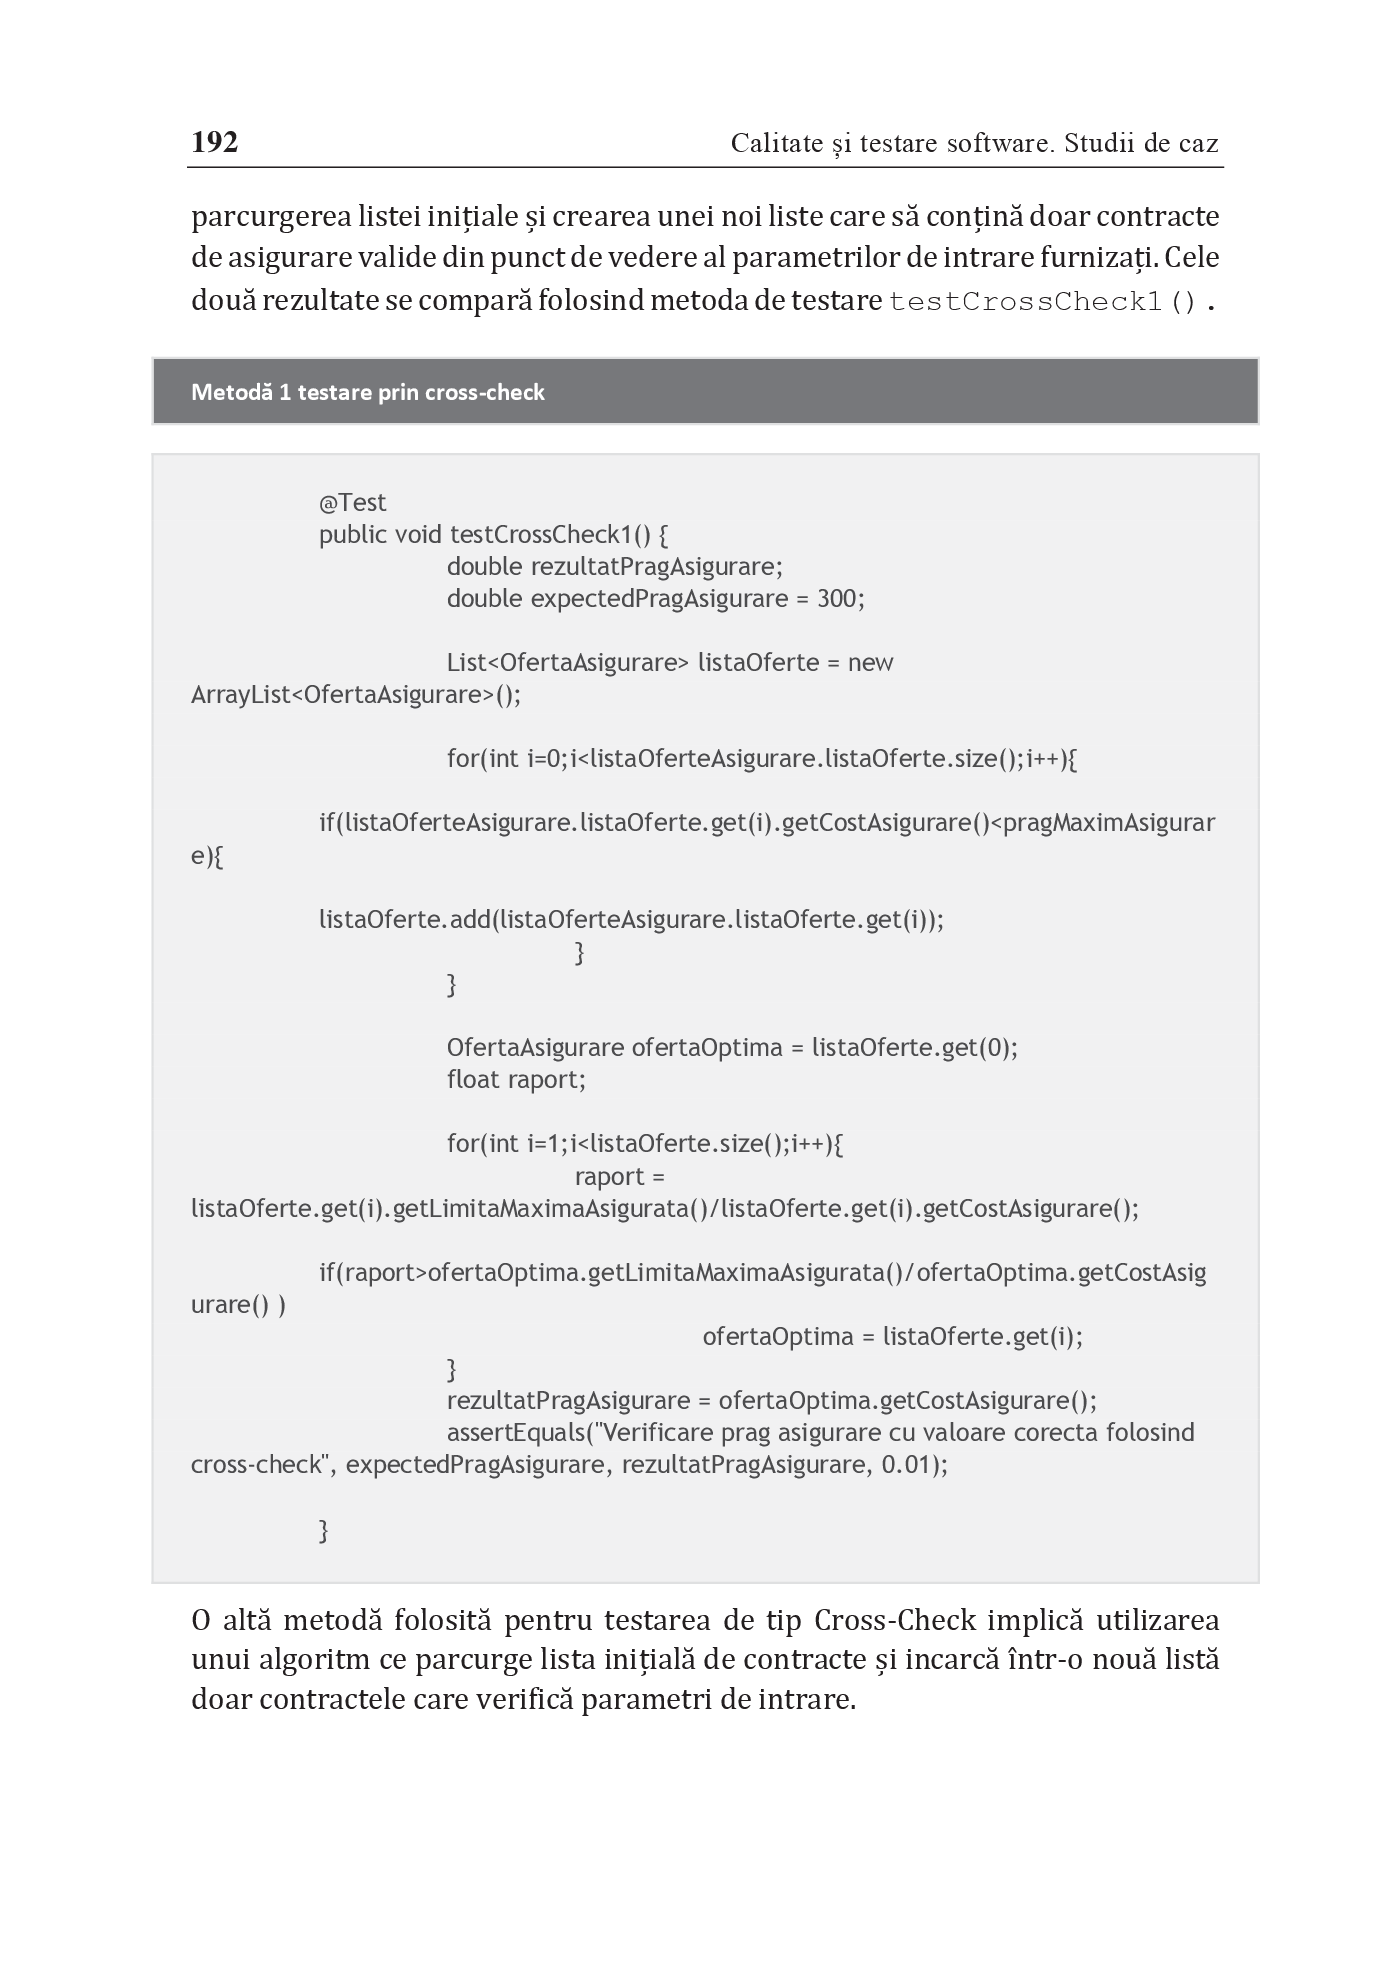 192 Calitate și testare software. Studii de caz
parcurgerea listei inițiale și crearea unei noi liste care să conțină doar contracte
de asigurare valide din punct de vedere al parametrilor de intrare furnizați. Cele
două rezultate se compară folosind metoda de testare testCrossCheck1().
Metodă 1 testare prin cross-check
@Test
public void testCrossCheck1() {
double rezultatPragAsigurare;
double expectedPragAsigurare = 300;
List<OfertaAsigurare> listaOferte = new
ArrayList<OfertaAsigurare>();
for(int i=0;i<listaOferteAsigurare.listaOferte.size();i++){
if(listaOferteAsigurare.listaOferte.get(i).getCostAsigurare()<pragMaximAsigurar
e){
listaOferte.add(listaOferteAsigurare.listaOferte.get(i));
}
}
OfertaAsigurare ofertaOptima = listaOferte.get(0);
float raport;
for(int i=1;i<listaOferte.size();i++){
raport =
listaOferte.get(i).getLimitaMaximaAsigurata()/listaOferte.get(i).getCostAsigurare();
if(raport>ofertaOptima.getLimitaMaximaAsigurata()/ofertaOptima.getCostAsig
urare() )
ofertaOptima = listaOferte.get(i);
}
rezultatPragAsigurare = ofertaOptima.getCostAsigurare();
assertEquals("Verificare prag asigurare cu valoare corecta folosind
cross-check", expectedPragAsigurare, rezultatPragAsigurare, 0.01);
}
O altă metodă folosită pentru testarea de tip Cross-Check implică utilizarea
unui algoritm ce parcurge lista inițială de contracte și incarcă într-o nouă listă
doar contractele care verifică parametri de intrare.